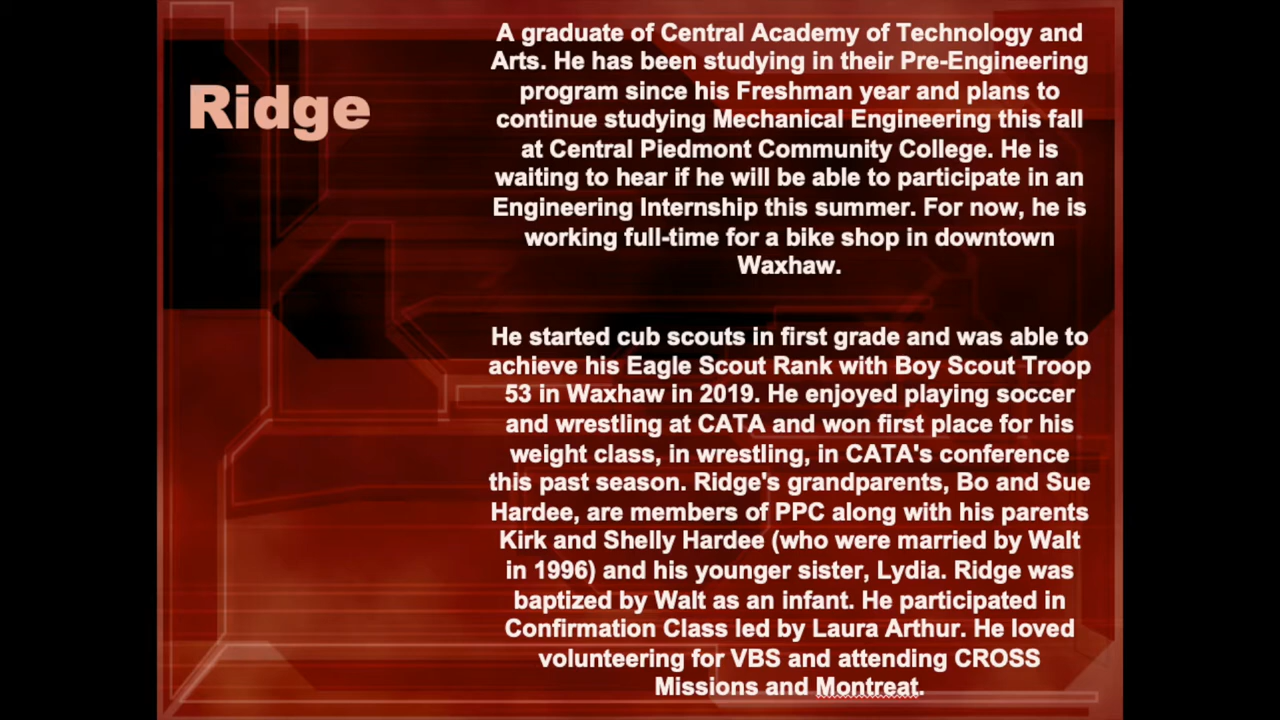 Ridge
A graduate of Central Academy of Technology and
Arts. He has been studying in their Pre-Engineering
program since his Freshman year and plans to
continue studying Mechanical Engineering this fall
at Central Piedmont Community College. He is
waiting to hear if he will be able to participate in an
Engineering Internship this summer. For now, he is
working full-time for a bike shop in downtown
Waxhaw.
He started cub scouts in first grade and was able to
achieve his Eagle Scout Rank with Boy Scout Troop
53 in Waxhaw in 2019. He enjoyed playing soccer
and wrestling at CATA and won first place for his
weight class, in wrestling, in CATA's conference
this past season. Ridge's grandparents, Bo and Sue
Hardee, are members of PPC along with his parents
Kirk and Shelly Hardee (who were married by Walt
in 1996) and his younger sister, Lydia. Ridge was
baptized by Walt as an infant. He participated in
Confirmation Class led by Laura Arthur. He loved
volunteering for VBS and attending CROSS
Missions and Montreat.